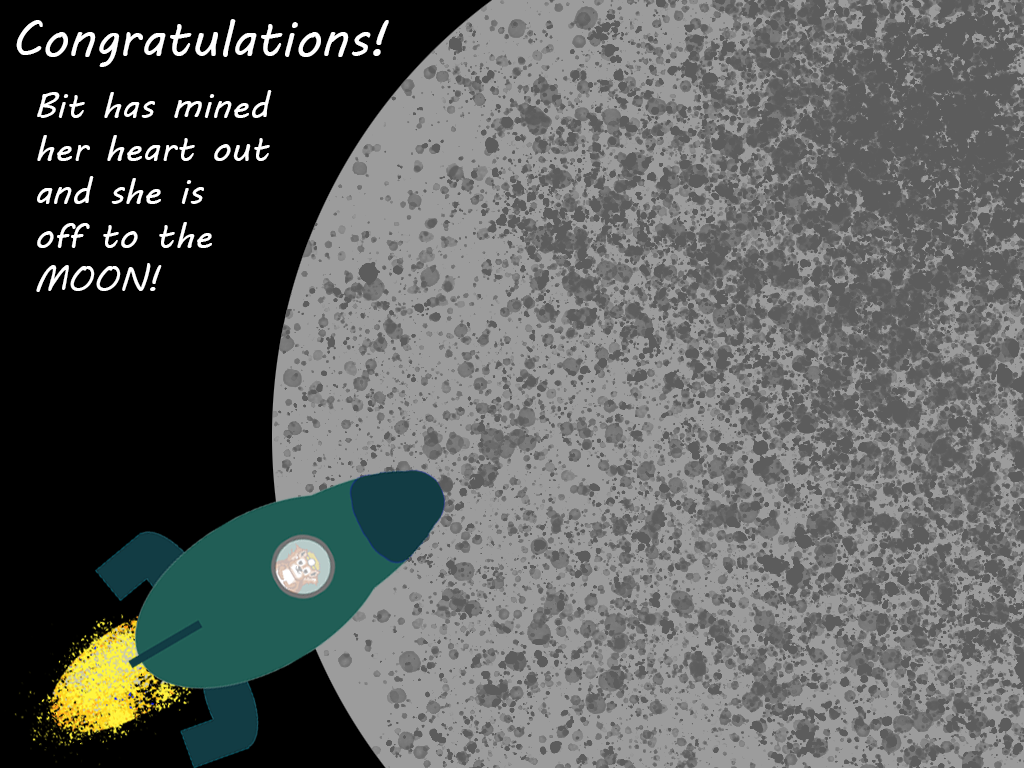 Congratulations!
Bit has mined
her heart out
and she is
off to the
MOON!